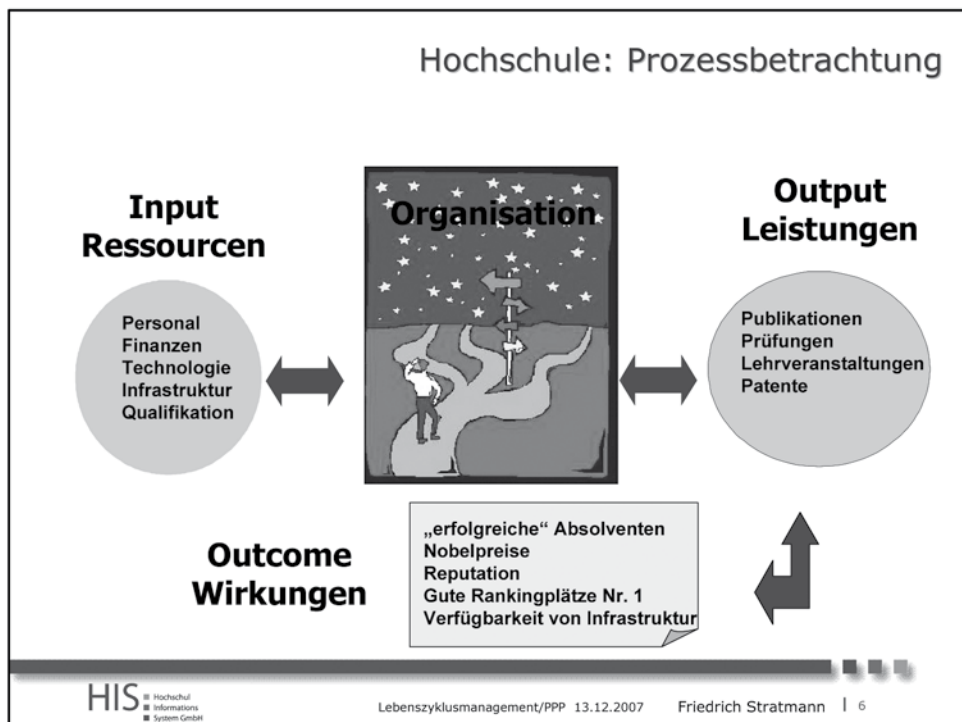 Hochschule: Prozessbetrachtung
Input
Ressourcen
Personal
Finanzen
Technologie
Infrastruktur
Qualifikation
Organisation
Output
Leistungen
Publikationen
Prüfungen
Lehrveranstaltungen
Patente
Outcome
Wirkungen
„erfolgreiche“ Absolventen
Nobelpreise
Reputation
Gute Rankingplätze Nr. 1
Verfügbarkeit von Infrastruktur
HIS
Hochschul
Informations
System GmbH
Lebenszyklusmanagement/PPP 13.12.2007 Friedrich Stratmann | 6